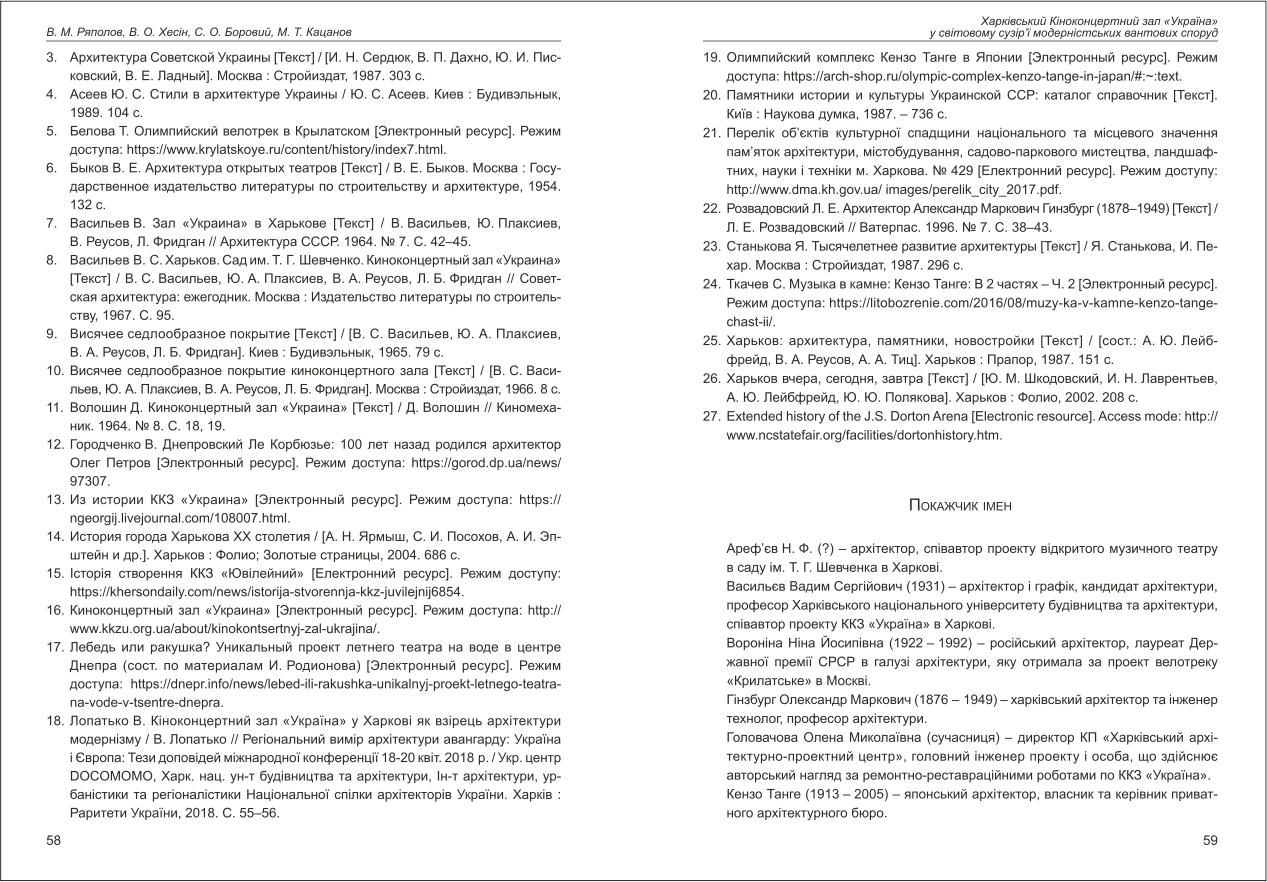 В. М. Ряполов, В. О. Хесін, С. О. Боровий, М. Т. Кацанов
3. Архитектура Советской Украины [Текст] / [И. Н. Сердюк, В. П. Дахно, Ю. И. Пис-
ковский, В. Е. Ладный]. Москва : Стройиздат, 1987. 303 с.
4. Асеев Ю. С. Стили в архитектуре Украины / Ю. С. Асеев. Киев : Будивэльнык,
1989. 104 с.
5. Белова Т. Олимпийский велотрек в Крылатском [Электронный ресурс]. Режим
доступа: https://www.krylatskoye.ru/content/history/index7.html.
6. Быков В. Е. Архитектура открытых театров [Текст] / В. Е. Быков. Москва : Госу-
дарственное издательство литературы по строительству и архитектуре, 1954.
132 с.
7. Васильев В. Зал «Украина» в Харькове [Текст] / В. Васильев, Ю. Плаксиев,
В. Реусов, Л. Фридган // Архитектура СССР. 1964. № 7. С. 42–45.
8. Васильев В. С. Харьков. Сад им. Т. Г. Шевченко. Киноконцертный зал «Украина»
[Текст] / В. С. Васильев, Ю. А. Плаксиев, В. А. Реусов, Л. Б. Фридган // Совет-
ская архитектура: ежегодник. Москва : Издательство литературы по строитель-
ству, 1967. С. 95.
9. Висячее седлообразное покрытие [Текст] / [В. С. Васильев, Ю. А. Плаксиев,
В. А. Реусов, Л. Б. Фридган]. Киев : Будивэльнык, 1965. 79 с.
10. Висячее седлообразное покрытие киноконцертного зала [Текст] / [В. С. Васи-
льев, Ю. А. Плаксиев, В. А. Реусов, Л. Б. Фридган]. Москва : Стройиздат, 1966. 8 с.
11. Волошин Д. Киноконцертный зал «Украина» [Текст] / Д. Волошин // Киномеха-
ник. 1964. № 8. С. 18, 19.
12. Городченко В. Днепровский Ле Корбюзье: 100 лет назад родился архитектор
Олег Петров [Электронный ресурс]. Режим доступа: https://gorod.dp.ua/news/
97307.
13. Из истории ККЗ «Украина» [Электронный ресурс]. Режим доступа: https://
ngeorgij.livejournal.com/108007.html.
14. История города Харькова XX столетия / [А. Н. Ярмыш, С. И. Посохов, А. И. Эп-
штейн и др.]. Харьков : Фолио; Золотые страницы, 2004. 686 с.
15. Історія створення ККЗ «Ювілейний» [Електронний ресурс]. Режим доступу:
https://khersondaily.com/news/istorija-stvorennja-kkz-juvilejnij6854.
16. Киноконцертный зал «Украина» [Электронный ресурс]. Режим доступа: http://
www.kkzu.org.ua/about/kinokontsertnyj-zal-ukrajina/.
17. Лебедь или ракушка? Уникальный проект летнего театра на воде в центре
Днепра (сост. по материалам И. Родионова) [Электронный ресурс]. Режим
доступа: https://dnepr.info/news/lebed-ili-rakushka-unikalnyj-proekt-letnego-teatra-
na-vode-v-tsentre-dnepra.
18. Лопатько В. Кіноконцертний зал «Україна» у Харкові як взірець архітектури
модернізму / В. Лопатько // Регіональний вимір архітектури авангарду: Україна
і Європа: Тези доповідей міжнародної конференції 18-20 квіт. 2018 р. / Укр. центр
DOCOMOMO, Харк. нац. ун-т будівництва та архітектури, Ін-т архітектури, ур-
баністики та регіоналістики Національної спілки архітекторів України. Харків :
Раритети України, 2018. С. 55–56.
58
Харківський Кіноконцертний зал «Україна»
у світовому сузір’ї модерністських вантових споруд
19. Олимпийский комплекс Кензо Танге в Японии [Электронный ресурс]. Режим
доступа: https://arch-shop.ru/olympic-complex-kenzo-tange-in-japan/#:~:text.
20. Памятники истории и культуры Украинской ССР: каталог справочник [Текст].
Київ : Наукова думка, 1987. – 736 с.
21. Перелік об’єктів культурної спадщини національного та місцевого значення
пам’яток архітектури, містобудування, садово-паркового мистецтва, ландшаф-
тних, науки і техніки м. Харкова. № 429 [Електронний ресурс]. Режим доступу:
http://www.dma.kh.gov.ua/ images/perelik_city_2017.pdf.
22. Розвадовский Л. Е. Архитектор Александр Маркович Гинзбург (1878–1949) [Текст] /
Л. Е. Розвадовский // Ватерпас. 1996. № 7. С. 38–43.
23. Станькова Я. Тысячелетнее развитие архитектуры [Текст] / Я. Станькова, И. Пе-
хар. Москва : Стройиздат, 1987. 296 с.
24. Ткачев С. Музыка в камне: Кензо Танге: В 2 частях – Ч. 2 [Электронный ресурс].
Режим доступа: https://litobozrenie.com/2016/08/muzy-ka-v-kamne-kenzo-tange-
chast-ii/.
25. Харьков: архитектура, памятники, новостройки [Текст] / [сост.: А. Ю. Лейб-
фрейд, В. А. Реусов, А. А. Тиц]. Харьков : Прапор, 1987. 151 с.
26. Харьков вчера, сегодня, завтра [Текст] / [Ю. М. Шкодовский, И. Н. Лаврентьев,
А. Ю. Лейбфрейд, Ю. Ю. Полякова]. Харьков : Фолио, 2002. 208 с.
27. Extended history of the J.S. Dorton Arena [Electronic resource]. Access mode: http://
www.ncstatefair.org/facilities/dortonhistory.htm.
Покажчик імен
Ареф’єв Н. Ф. (?) – архітектор, співавтор проекту відкритого музичного театру
в саду ім. Т. Г. Шевченка в Харкові.
Васильєв Вадим Сергійович (1931) – архітектор і графік, кандидат архітектури,
професор Харківського національного університету будівництва та архітектури,
співавтор проекту ККЗ «Україна» в Харкові.
Вороніна Ніна Йосипівна (1922 – 1992) – російський архітектор, лауреат Дер-
жавної премії СРСР в галузі архітектури, яку отримала за проект велотреку
«Крилатське» в Москві.
Гінзбург Олександр Маркович (1876 – 1949) – харківський архітектор та інженер
технолог, професор архітектури.
Головачова Олена Миколаївна (сучасниця) – директор КП «Харківський архі-
тектурно-проектний центр», головний інженер проекту і особа, що здійснює
авторський нагляд за ремонтно-реставраційними роботами по ККЗ «Україна».
Кензо Танге (1913 – 2005) – японський архітектор, власник та керівник приват-
ного архітектурного бюро.
59